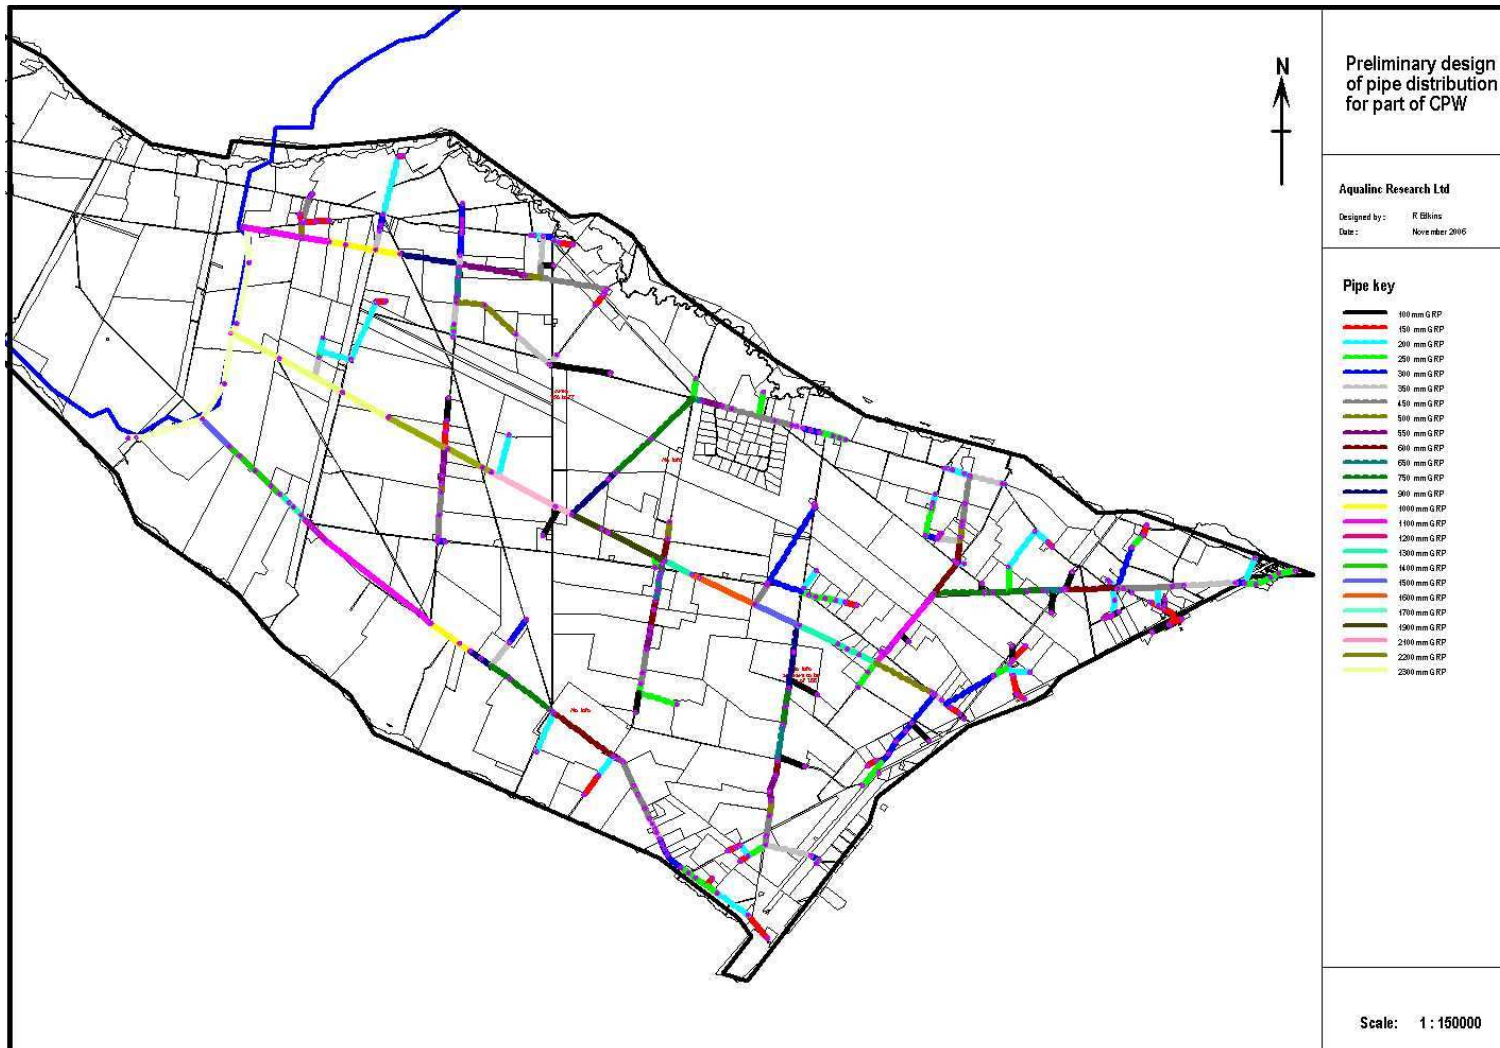 N
Preliminary design
of pipe distribution
for part of CPW
Aqualinc Research Ltd
Designed by: R Elkins
Date: November 2006
Pipe key
100 mm GRP
150 mm GRP
200 mm GRP
250 mm GRP
300 mm GRP
350 mm GRP
450 mm GRP
500 mm GRP
550 mm GRP
600 mm GRP
650 mm GRP
750 mm GRP
900 mm GRP
1000 mm GRP
1100 mm GRP
1200 mm GRP
1300 mm GRP
1400 mm GRP
1500 mm GRP
1600 mm GRP
1700 mm GRP
1900 mm GRP
2100 mm GRP
2200 mm GRP
2300 mm GRP
No info
No info
Scale: 1 : 150000